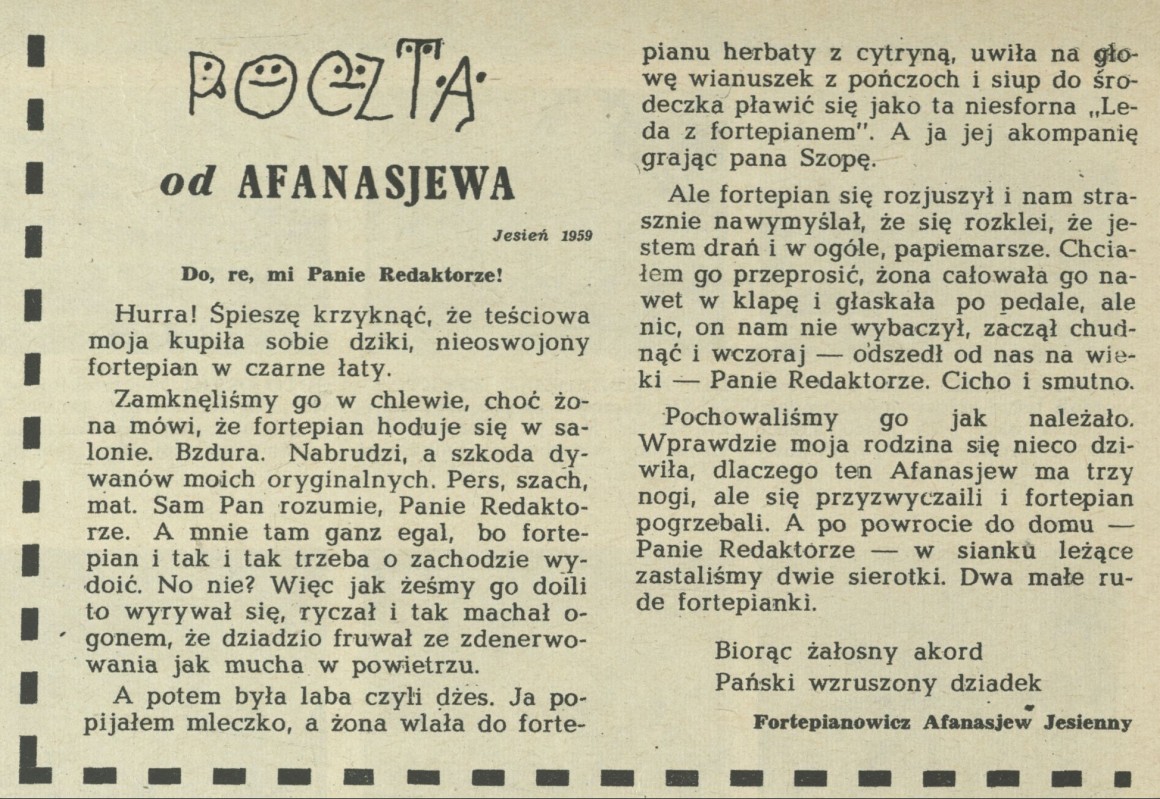 POCZTA
od AFANASJEWA
Jesień 1959
Do, re, mi Panie Redaktorze!
Hurra! Śpieszę krzyknąć, że teściowa
moja kupiła sobie dziki, nieoswojony
fortepian w czarne łaty.
Zamknęliśmy go w chlewie, choć żo-
na mówi, że fortepian hoduje się w sa-
lonie. Bzdura. Nabrudzi, a szkoda dy-
wanów moich oryginalnych. Pers, szach,
mat. Sam Pan rozumie, Panie Redakto-
rze. A mnie tam ganz egal, bo forte-
pian i tak i tak trzeba o zachodzie wy-
doić. No nie? Więc jak żeśmy go doili
to wyrywał się, ryczał i tak machał o-
gonem, że dziadzio fruwał ze zdenerwo-
wania jak mucha w powietrzu.
A potem była laba czyli dżes. Ja po-
pijałem mleczko, a żona wlała do forte-
pianu herbaty z cytryną, uwiła na gło-
wę wianuszek z pończoch i siup do śro-
deczka pławić się jako ta niesforna „Le-
da z fortepianem". A ja jej akompanię
grając pana Szopę.
Ale fortepian się rozjuszył i nam stra-
sznie nawymyślał, że się rozklei, że je-
stem drań i w ogóle, papiemarsze. Chcia-
łem go przeprosić, żona całowała go na-
wet w klapę i głaskała po pedale, ale
nic, on nam nie wybaczył, zaczął chud-
nąć i wczoraj — odszedł od nas na wie-
ki — Panie Redaktorze. Cicho i smutno.
Pochowaliśmy go jak należało.
Wprawdzie moja rodzina się nieco dzi-
wiła, dlaczego ten Afanasjew ma trzy
nogi, ale się przyzwyczaili i fortepian
pogrzebali. A po powrocie do domu —
Panie Redaktorze — w sianku leżące
zastaliśmy dwie sierotki. Dwa małe ru-
de fortepianki.
Biorąc żałosny akord
Pański wzruszony dziadek
Fortepianowicz Afanasjew Jesienny